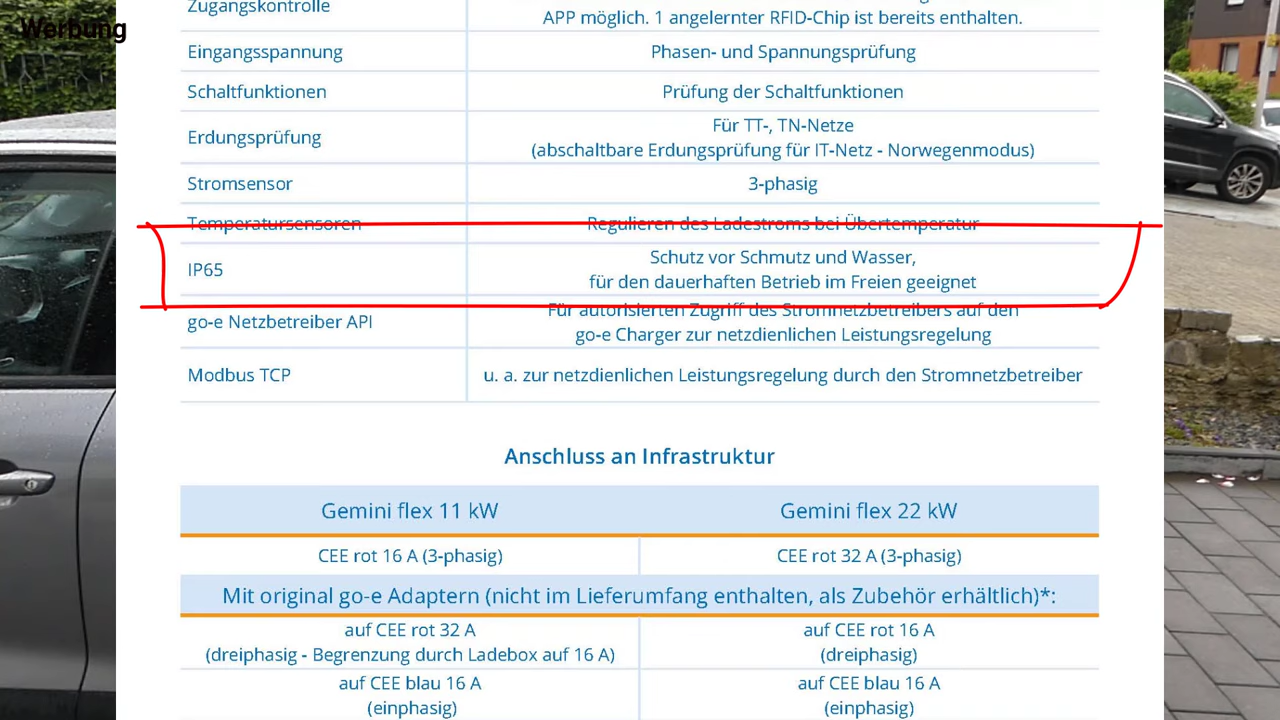 Werbung
Zugangskontrolle
APP möglich. 1 angelernter RFID-Chip ist bereits enthalten.
Eingangsspannung
Phasen- und Spannungsprüfung
Schaltfunktionen
Prüfung der Schaltfunktionen
Erdungsprüfung
Für TT-, TN-Netze
(abschaltbare Erdungsprüfung für IT-Netz - Norwegenmodus)
Stromsensor
3-phasig
Temperatursensoren
Regulieren des Ladestroms bei Übertemperatur
IP65
Schutz vor Schmutz und Wasser,
für den dauerhaften Betrieb im Freien geeignet
go-e Netzbetreiber API
Für autorisierten Zugriff des Stromnetzbetreibers auf den
go-e Charger zur netzdienlichen Leistungsregelung
Modbus TCP
u. a. zur netzdienlichen Leistungsregelung durch den Stromnetzbetreiber
Anschluss an Infrastruktur
Gemini flex 11 kW
Gemini flex 22 kW
CEE rot 16 A (3-phasig)
CEE rot 32 A (3-phasig)
Mit original go-e Adaptern (nicht im Lieferumfang enthalten, als Zubehör erhältlich)*:
auf CEE rot 32 A
(dreiphasig - Begrenzung durch Ladebox auf 16 A)
auf CEE rot 16 A
(dreiphasig)
auf CEE blau 16 A
(einphasig)
auf CEE blau 16 A
(einphasig)